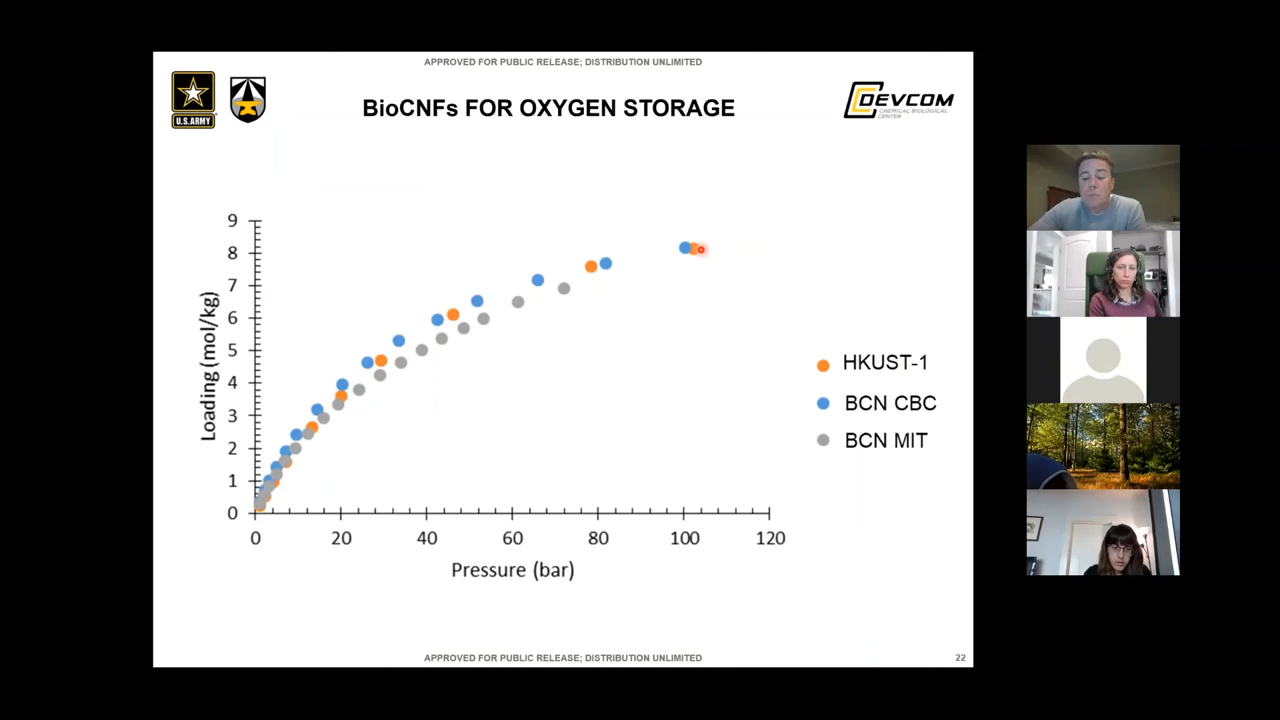 APPROVED FOR PUBLIC RELEASE; DISTRIBUTION UNLIMITED
U.S.ARMY
BioCNFs FOR OXYGEN STORAGE
DEVCOM
CHEMICAL BIOLOGICAL
CENTER
9
8
7
6
5
4
3
2
1
0
Loading (mol/kg)
HKUST-1
BCN CBC
BCN MIT
0 20 40 60 80 100 120
Pressure (bar)
APPROVED FOR PUBLIC RELEASE; DISTRIBUTION UNLIMITED
22